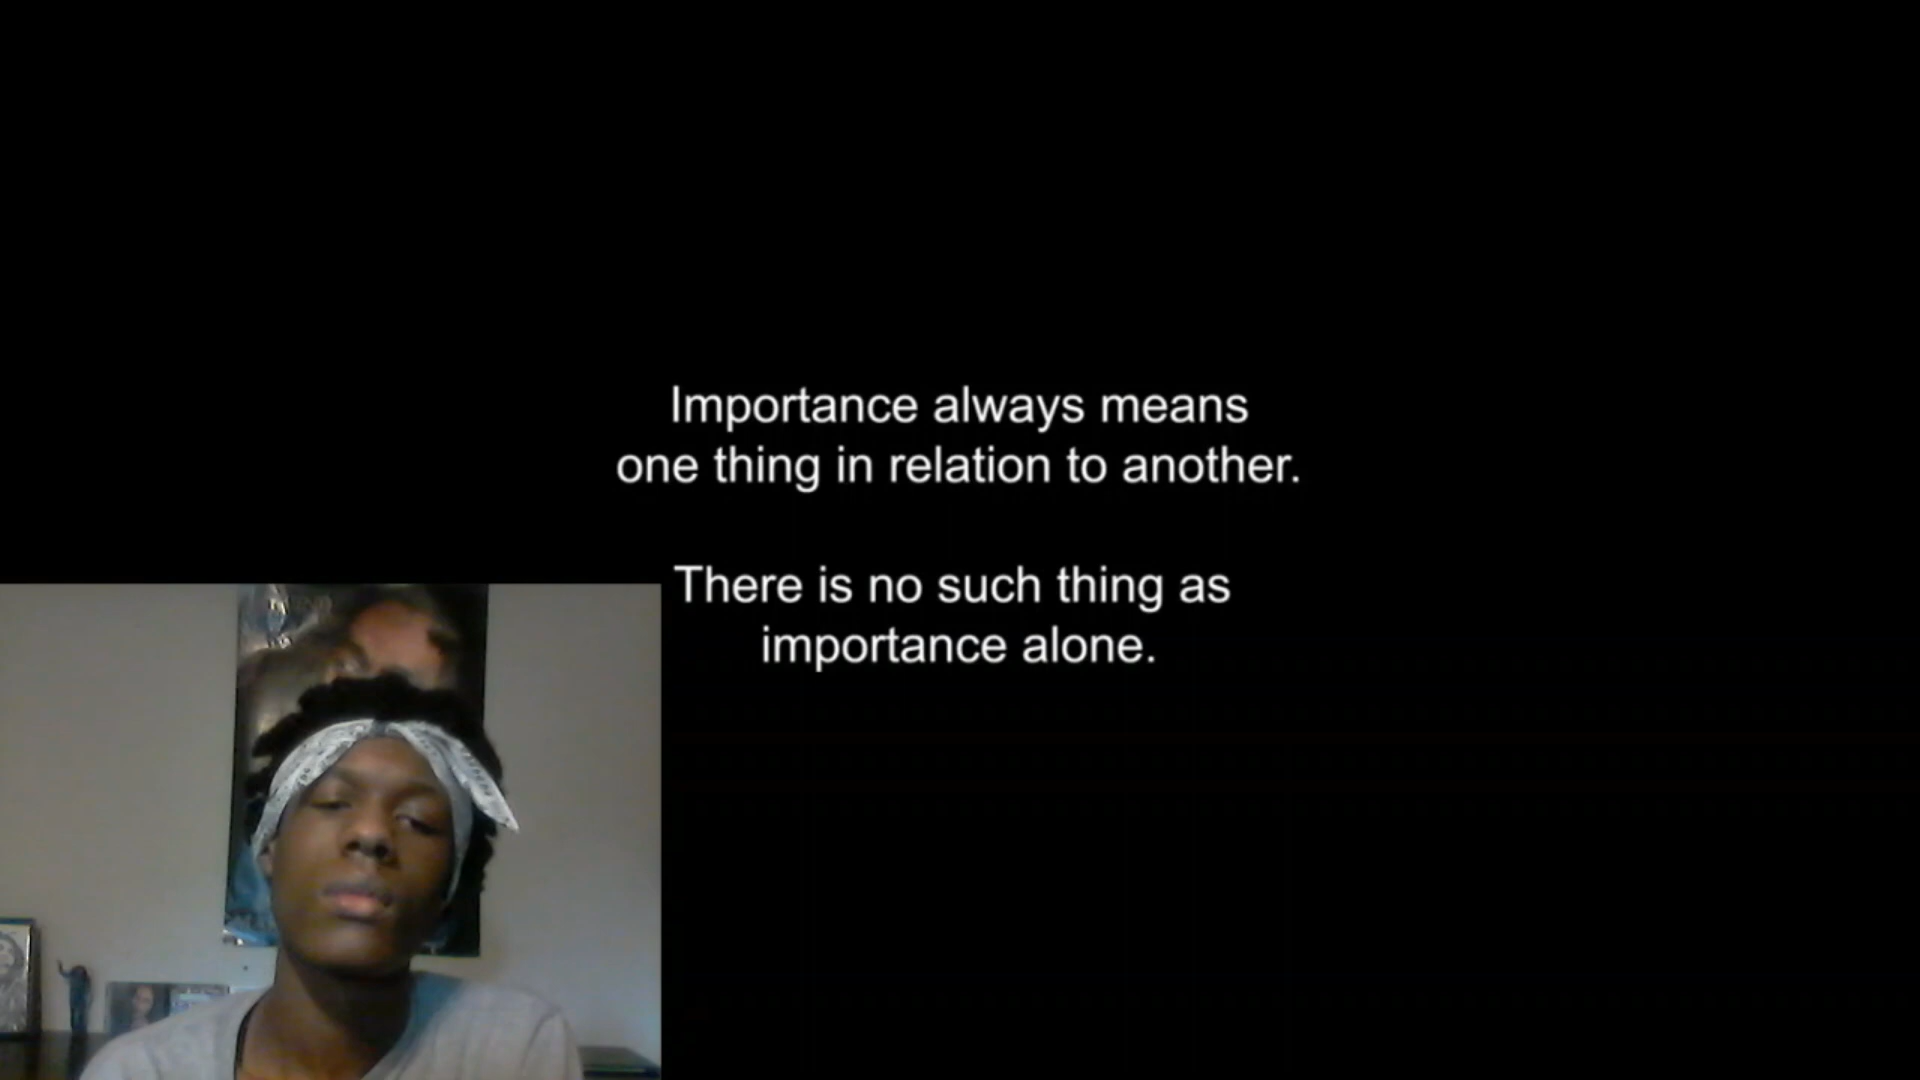 Importance always means
one thing in relation to another.
There is no such thing as
importance alone.